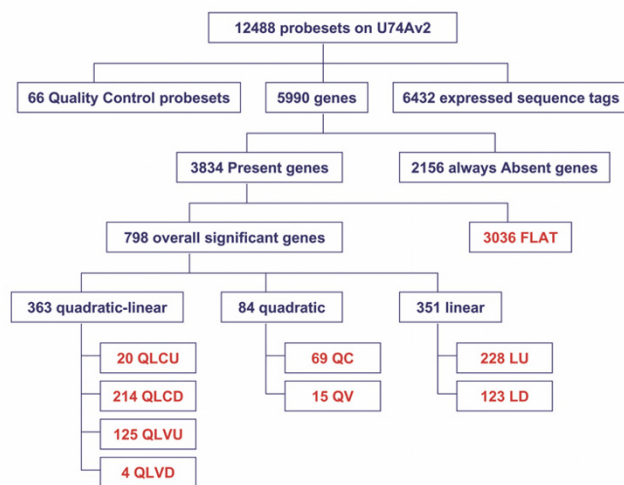 12488 probesets on U74Av2
66 Quality Control probesets
5990 genes
6432 expressed sequence tags
3834 Present genes
2156 always Absent genes
798 overall significant genes
3036 FLAT
363 quadratic-linear
84 quadratic
351 linear
20 QLCU
69 QC
228 LU
214 QLCD
15 QV
123 LD
125 QLVU
4 QLVD